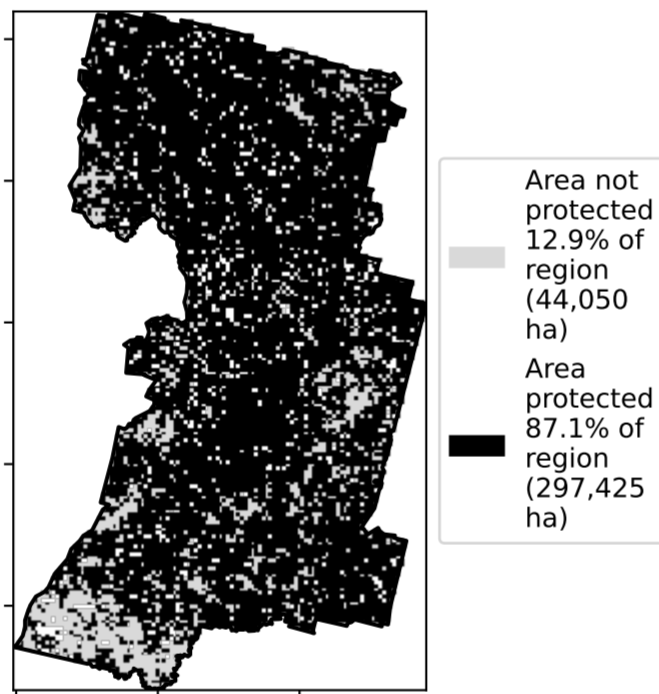 Area not
protected
12.9% of
region
(44,050
ha)
Area
protected
87.1% of
region
(297,425
ha)